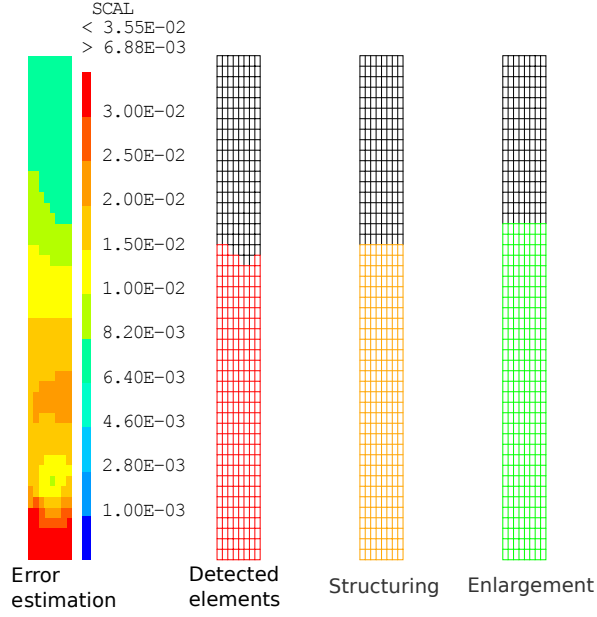 SCAL
< 3.55E-02
> 6.88E-03
3.00E-02
2.50E-02
2.00E-02
1.50E-02
1.00E-02
8.20E-03
6.40E-03
4.60E-03
2.80E-03
1.00E-03
Error
estimation
Detected
elements
Structuring
Enlargement